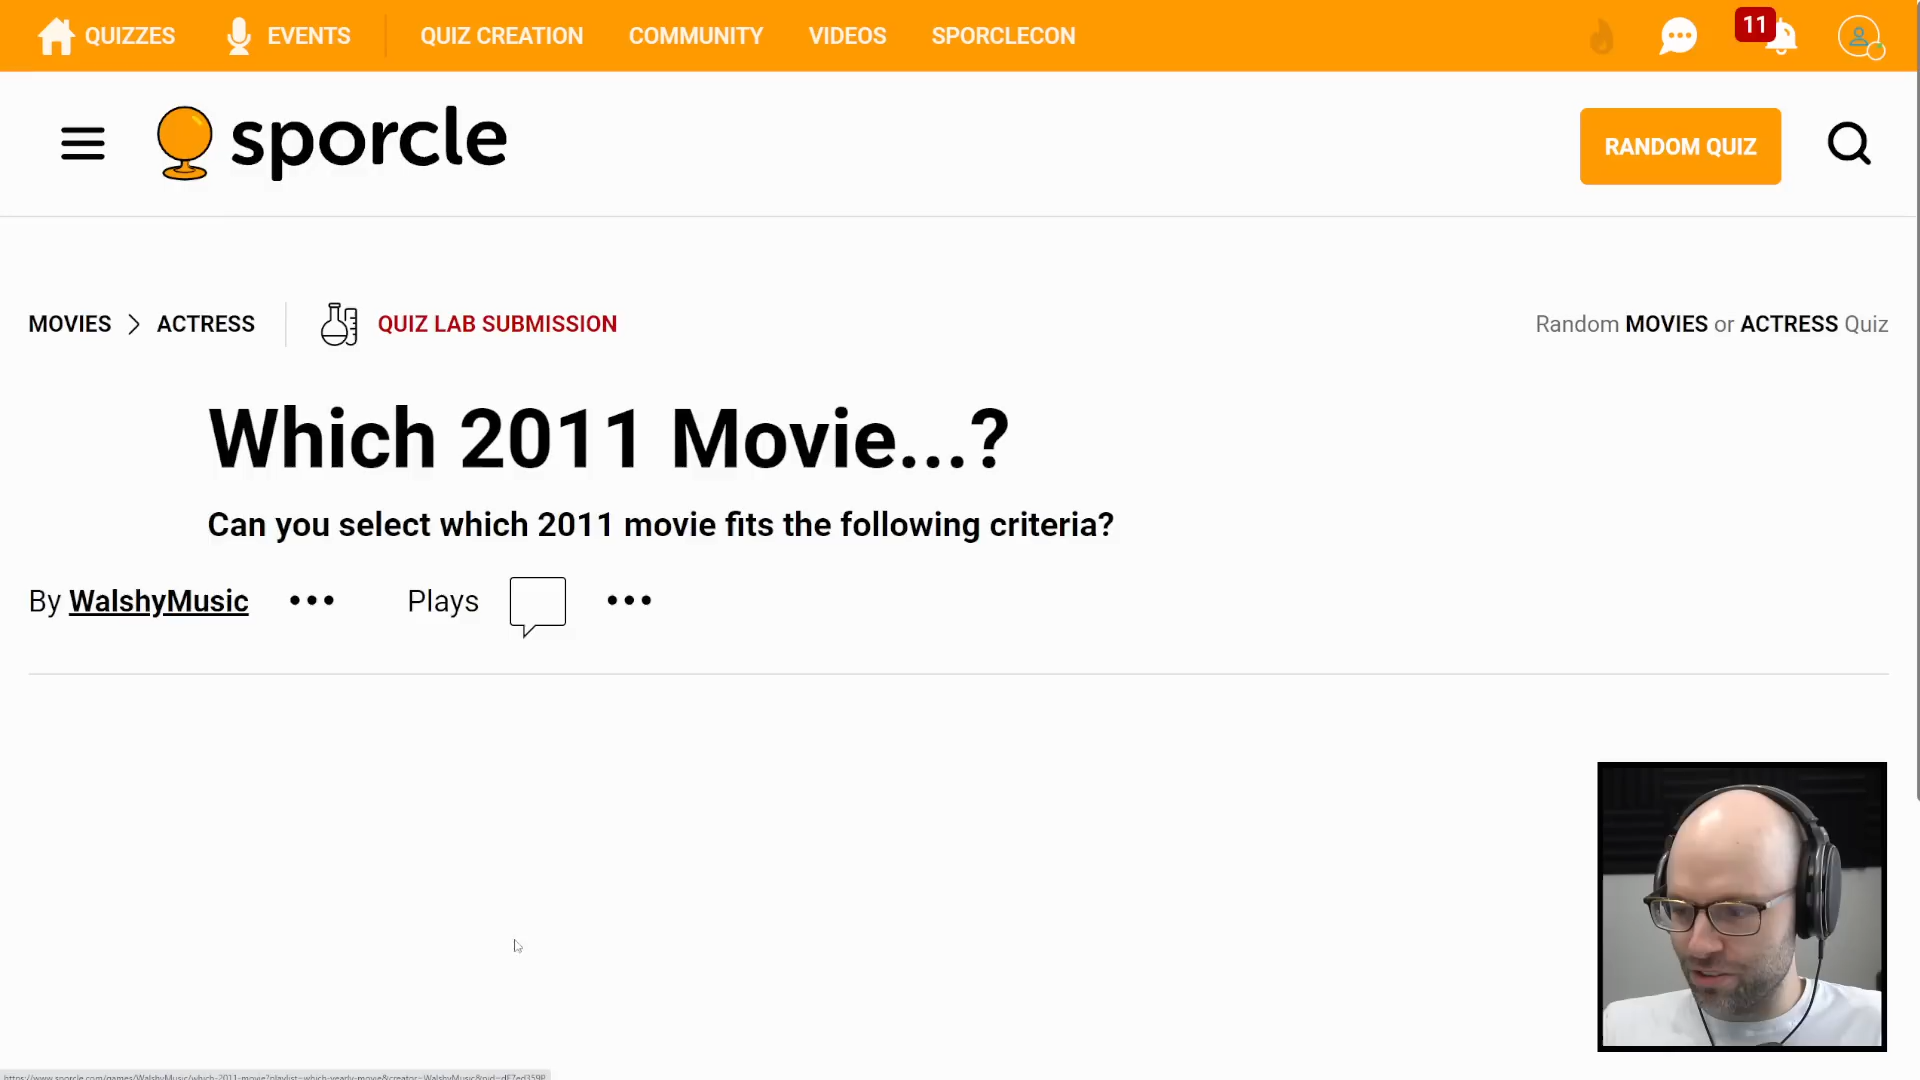 QUIZZES EVENTS QUIZ CREATION COMMUNITY VIDEOS SPORCLECON 11
sporcle RANDOM QUIZ
MOVIES > ACTRESS QUIZ LAB SUBMISSION Random MOVIES or ACTRESS Quiz
Which 2011 Movie...?
Can you select which 2011 movie fits the following criteria?
By WalshyMusic ••• Plays •••